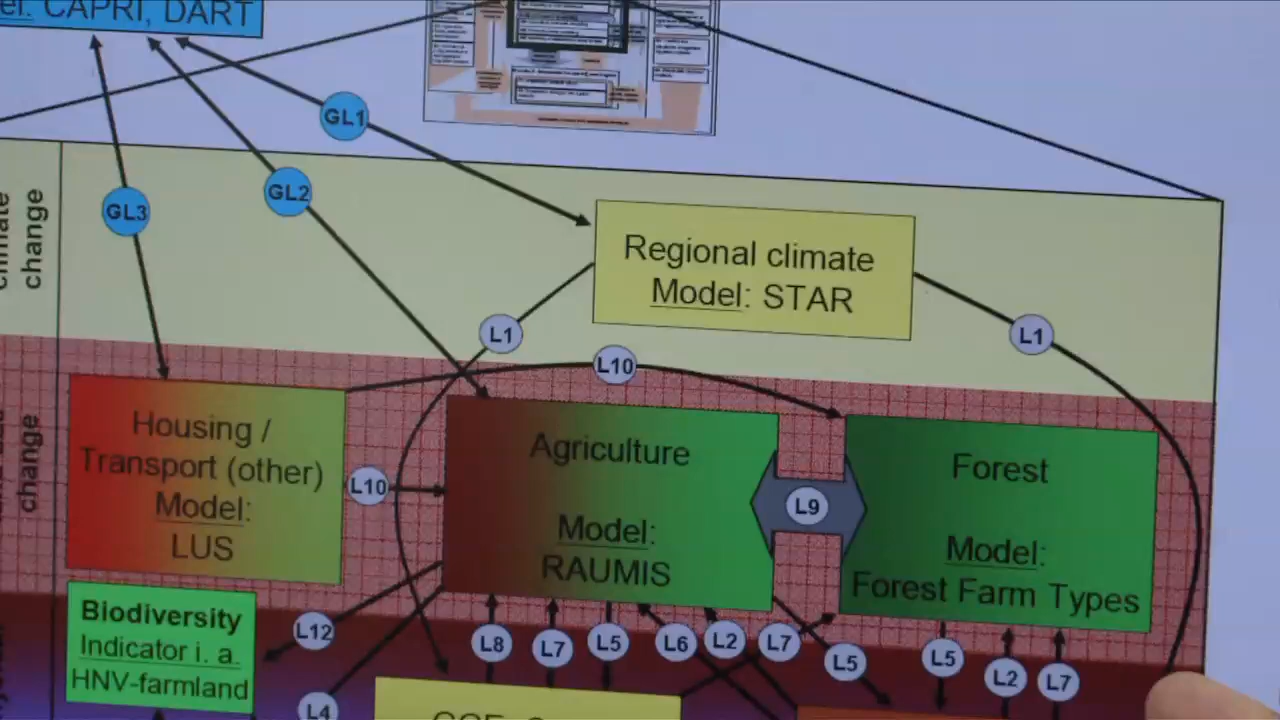 CAPRI, DART
GL1
GL2
GL3
change
Regional climate
Model: STAR
L1
L1
L10
change
Housing /
Transport (other)
Model:
LUS
L10
Agriculture
Model:
RAUMIS
L9
Forest
Model:
Forest Farm Types
Biodiversity
Indicator i. a.
HNV-farmland
L12
L4
L8
L7
L5
L6
L2
L7
L5
L5
L2
L7